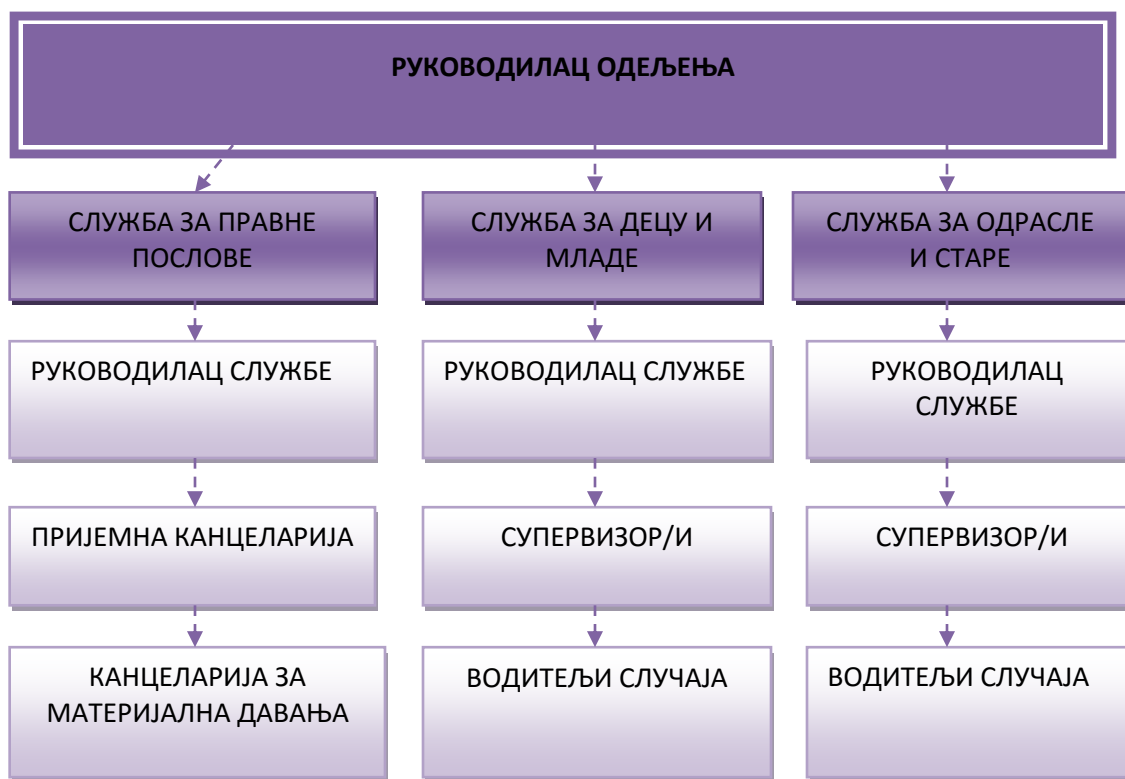 РУКОВОДИЛАЦ ОДЕЉЕЊА
СЛУЖБА ЗА ПРАВНЕ
ПОСЛОВЕ
СЛУЖБА ЗА ДЕЦУ И
МЛАДЕ
СЛУЖБА ЗА ОДРАСЛЕ
И СТАРЕ
РУКОВОДИЛАЦ СЛУЖБЕ
РУКОВОДИЛАЦ СЛУЖБЕ
РУКОВОДИЛАЦ
СЛУЖБЕ
ПРИЈЕМНА КАНЦЕЛАРИЈА
СУПЕРВИЗОР/И
СУПЕРВИЗОР/И
КАНЦЕЛАРИЈА ЗА
МАТЕРИЈАЛНА ДАВАЊА
ВОДИТЕЉИ СЛУЧАЈА
ВОДИТЕЉИ СЛУЧАЈА